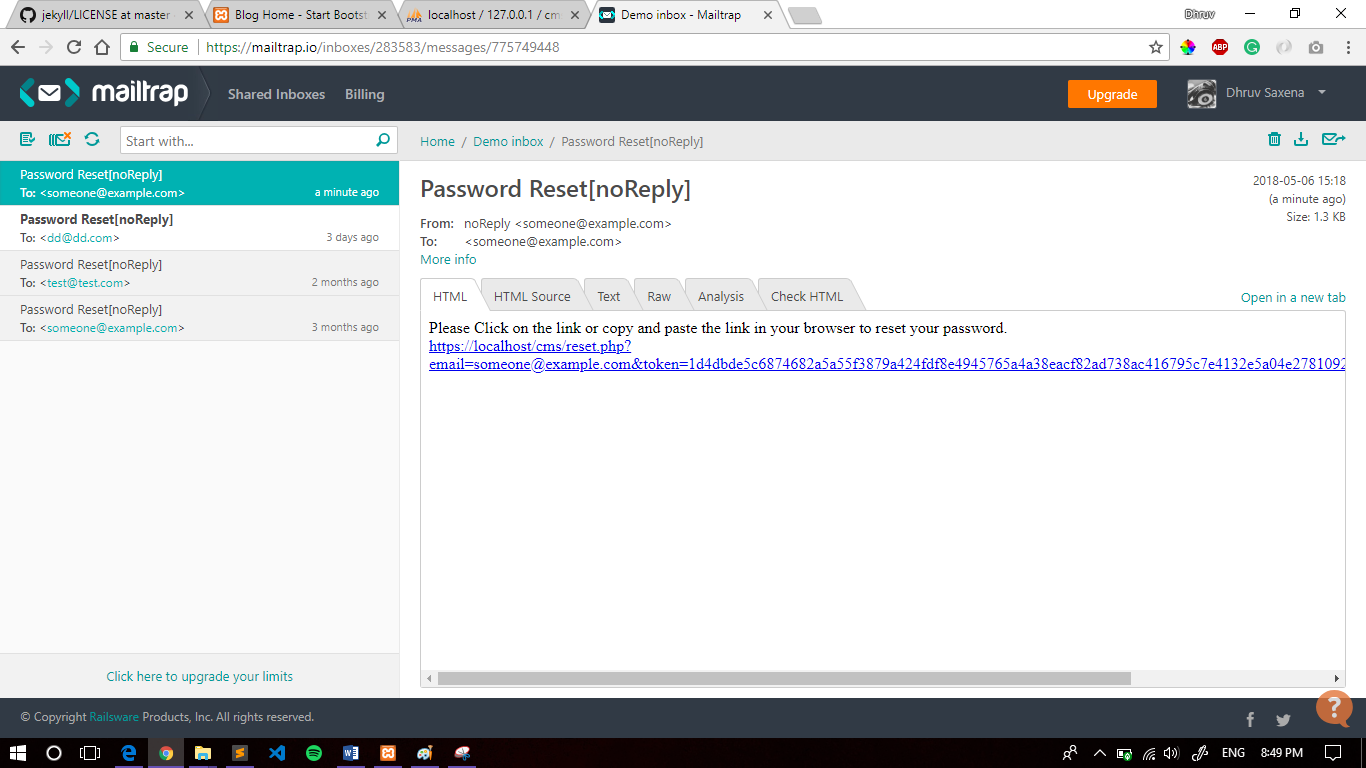 jekyll/LICENSE at master
Blog Home - Start Bootst
localhost / 127.0.0.1 / cm
Demo inbox - Mailtrap
Dhruv
Secure
https://mailtrap.io/inboxes/283583/messages/775749448
ABP
mailtrap
Shared Inboxes
Billing
Upgrade
Dhruv Saxena
Start with...
Home / Demo inbox / Password Reset[noReply]
Password Reset[noReply]
To: <someone@example.com>
a minute ago
Password Reset[noReply]
To: <dd@dd.com>
3 days ago
Password Reset[noReply]
To: <test@test.com>
2 months ago
Password Reset[noReply]
To: <someone@example.com>
3 months ago
Click here to upgrade your limits
Password Reset[noReply]
2018-05-06 15:18
(a minute ago)
Size: 1.3 KB
From: noReply <someone@example.com>
To: <someone@example.com>
More info
HTML
HTML Source
Text
Raw
Analysis
Check HTML
Open in a new tab
Please Click on the link or copy and paste the link in your browser to reset your password.
https://localhost/cms/reset.php?
email=someone@example.com&token=1d4dbde5c6874682a5a55f3879a424fdf8e4945765a4a38eacf82ad738ac416795c7e4132e5a04e2781092
© Copyright Railsware Products, Inc. All rights reserved.
?
ENG
8:49 PM